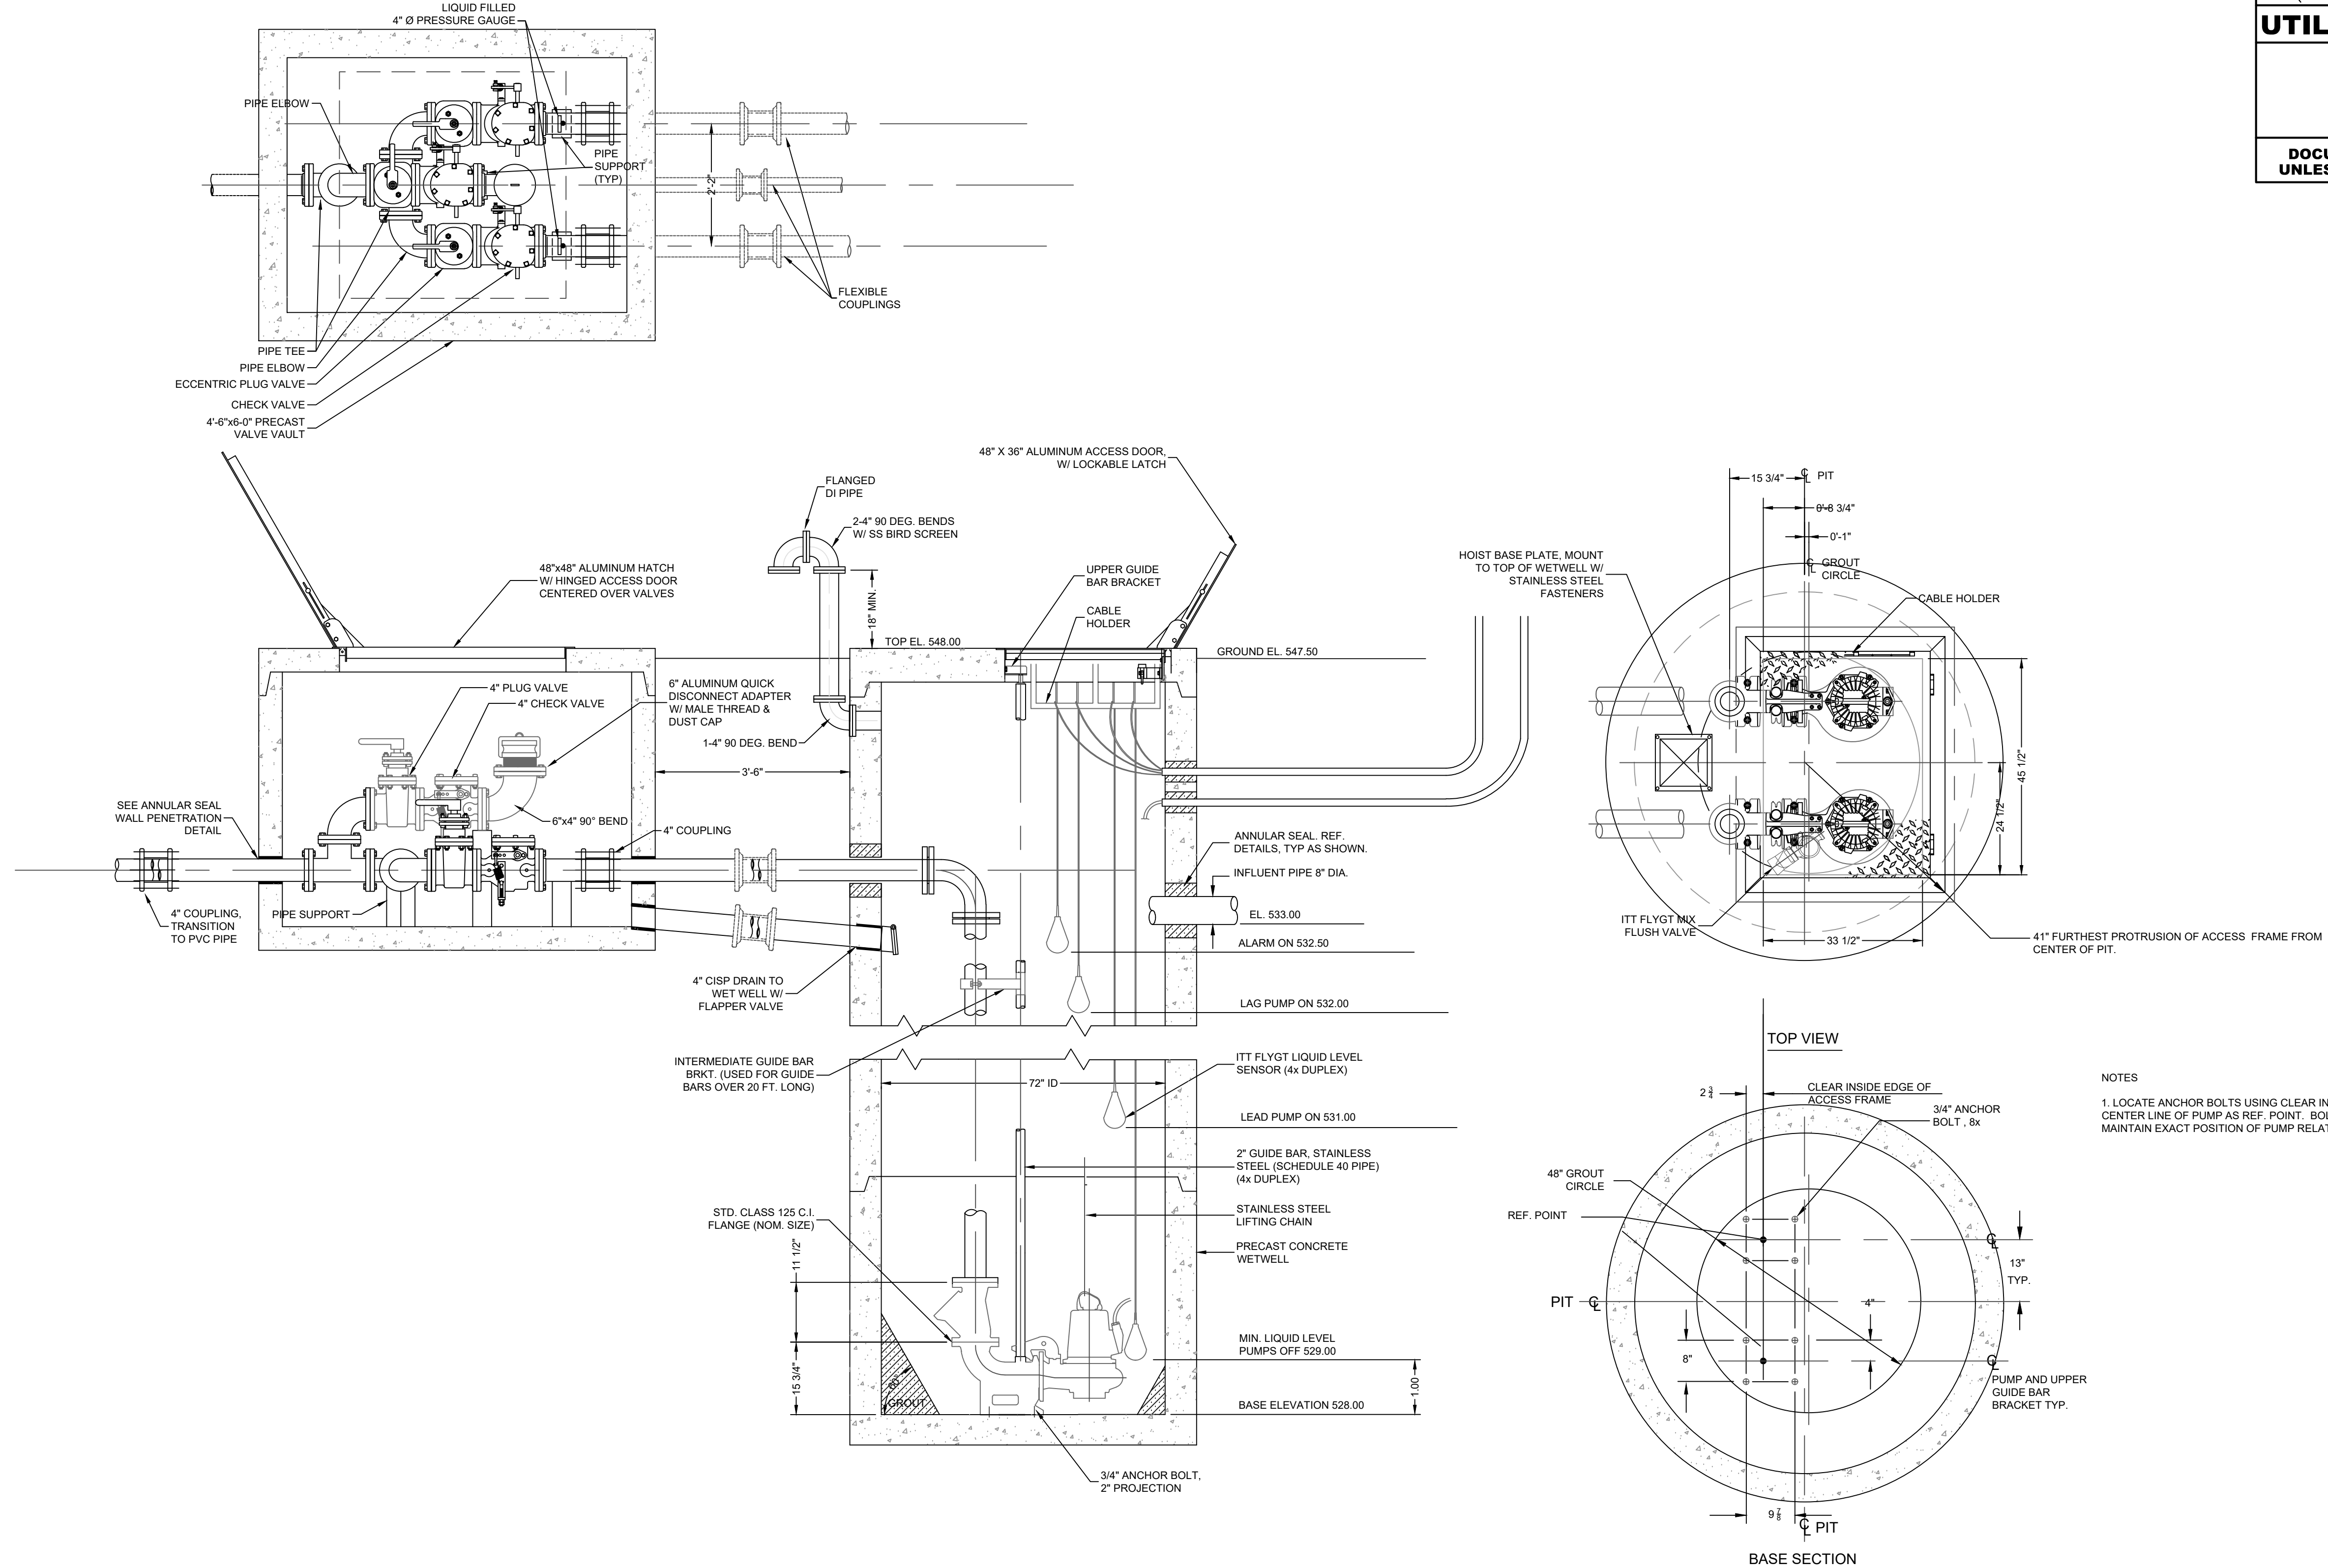 LIQUID FILLED
4" Ø PRESSURE GAUGE
PIPE ELBOW
PIPE
SUPPORT
(TYP)
2'-2"
FLEXIBLE
COUPLINGS
PIPE TEE
PIPE ELBOW
ECCENTRIC PLUG VALVE
CHECK VALVE
4'-6"x6-0" PRECAST
VALVE VAULT
UTIL
DOCU
UNLES
48"x48" ALUMINUM HATCH
W/ HINGED ACCESS DOOR
CENTERED OVER VALVES
FLANGED
DI PIPE
2-4" 90 DEG. BENDS
W/ SS BIRD SCREEN
48" X 36" ALUMINUM ACCESS DOOR,
W/ LOCKABLE LATCH
UPPER GUIDE
BAR BRACKET
CABLE
HOLDER
18" MIN.
TOP EL. 548.00
GROUND EL. 547.50
4" PLUG VALVE
4" CHECK VALVE
6" ALUMINUM QUICK
DISCONNECT ADAPTER
W/ MALE THREAD &
DUST CAP
1-4" 90 DEG. BEND
3'-6"
SEE ANNULAR SEAL
WALL PENETRATION
DETAIL
6"x4" 90° BEND
4" COUPLING
4" COUPLING,
TRANSITION
TO PVC PIPE
PIPE SUPPORT
4" CISP DRAIN TO
WET WELL W/
FLAPPER VALVE
INTERMEDIATE GUIDE BAR
BRKT. (USED FOR GUIDE
BARS OVER 20 FT. LONG)
ANNULAR SEAL. REF.
DETAILS, TYP AS SHOWN.
INFLUENT PIPE 8" DIA.
EL. 533.00
ALARM ON 532.50
LAG PUMP ON 532.00
72" ID
ITT FLYGT LIQUID LEVEL
SENSOR (4x DUPLEX)
LEAD PUMP ON 531.00
2" GUIDE BAR, STAINLESS
STEEL (SCHEDULE 40 PIPE)
(4x DUPLEX)
STAINLESS STEEL
LIFTING CHAIN
PRECAST CONCRETE
WETWELL
STD. CLASS 125 C.I.
FLANGE (NOM. SIZE)
11 1/2"
15 3/4"
60°
GROUT
MIN. LIQUID LEVEL
PUMPS OFF 529.00
1.00
BASE ELEVATION 528.00
3/4" ANCHOR BOLT,
2" PROJECTION
15 3/4"
℄ PIT
0'-8 3/4"
0'-1"
℄ GROUT
CIRCLE
HOIST BASE PLATE, MOUNT
TO TOP OF WETWELL W/
STAINLESS STEEL
FASTENERS
CABLE HOLDER
45 1/2"
24 1/2"
ITT FLYGT MIX
FLUSH VALVE
33 1/2"
41" FURTHEST PROTRUSION OF ACCESS FRAME FROM
CENTER OF PIT.
TOP VIEW
2 3/4
CLEAR INSIDE EDGE OF
ACCESS FRAME
3/4" ANCHOR
BOLT , 8x
48" GROUT
CIRCLE
REF. POINT
℄
13"
TYP.
PIT ℄
4"
8"
℄
PUMP AND UPPER
GUIDE BAR
BRACKET TYP.
9 7/8
℄ PIT
BASE SECTION
NOTES
1. LOCATE ANCHOR BOLTS USING CLEAR IN
CENTER LINE OF PUMP AS REF. POINT. BOL
MAINTAIN EXACT POSITION OF PUMP RELAT